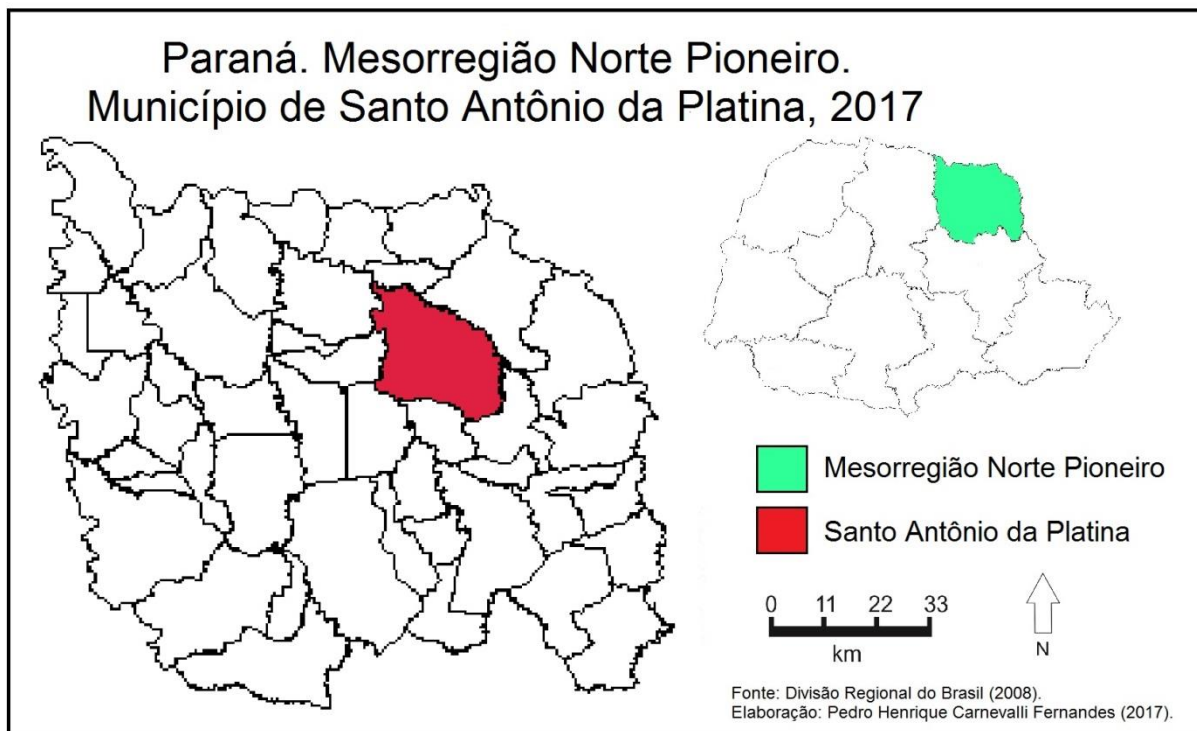 Paraná. Mesorregião Norte Pioneiro.
Município de Santo Antônio da Platina, 2017
Mesorregião Norte Pioneiro
Santo Antônio da Platina
0 11 22 33
km
N
Fonte: Divisão Regional do Brasil (2008).
Elaboração: Pedro Henrique Carnevalli Fernandes (2017).